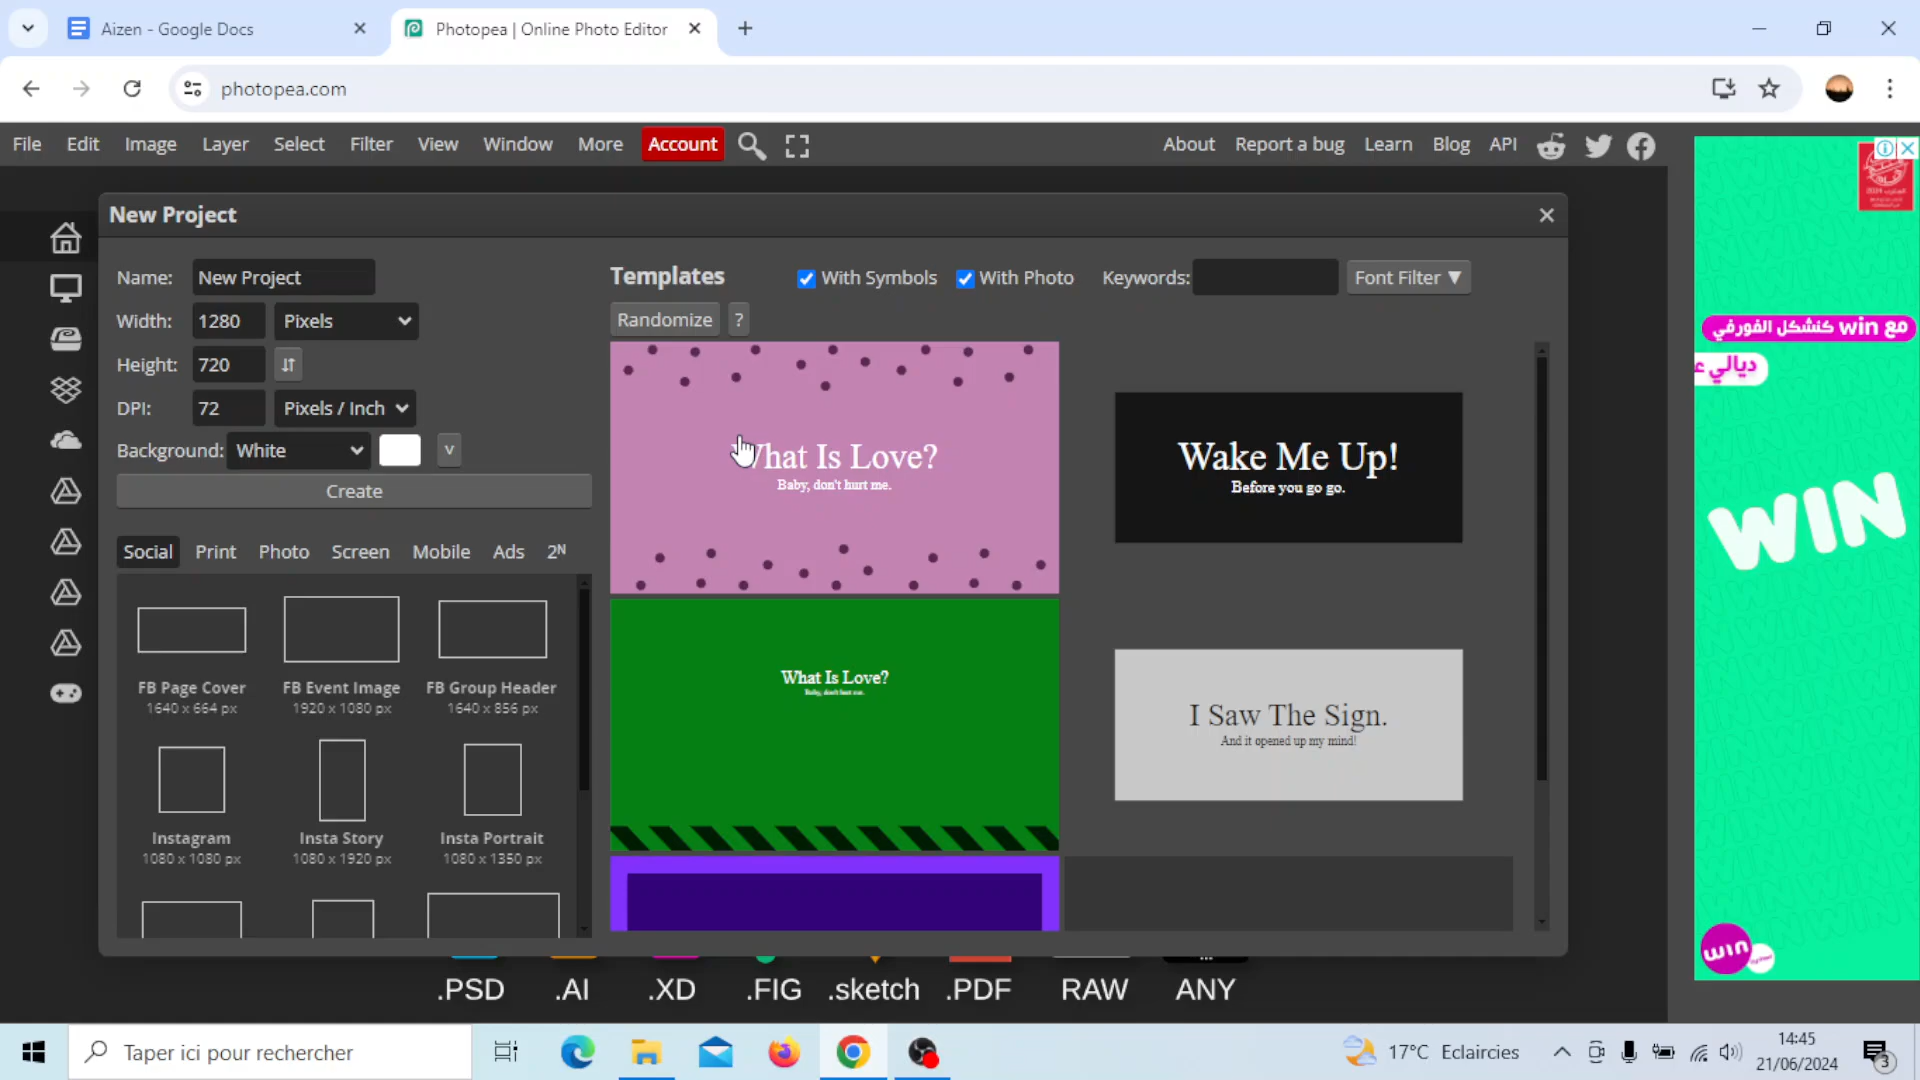 Aizen - Google Docs
Photopea | Online Photo Editor
photopea.com
File Edit Image Layer Select Filter View Window More Account About Report a bug Learn Blog API
New Project
Name: New Project
Width: 1280 Pixels
Height: 720
DPI: 72 Pixels / Inch
Background: White v
Create
Templates With Symbols With Photo Keywords: Font Filter ▼
Randomize ?
What Is Love?
Baby, don't hurt me.
Wake Me Up!
Before you go go.
What Is Love?
Baby, don't hurt me.
I Saw The Sign.
And it opened up my mind!
Social Print Photo Screen Mobile Ads 2ᴺ
FB Page Cover
1640 x 664 px
FB Event Image
1920 x 1080 px
FB Group Header
1640 x 856 px
Instagram
1080 x 1080 px
Insta Story
1080 x 1920 px
Insta Portrait
1080 x 1350 px
.PSD .AI .XD .FIG .sketch .PDF RAW ANY
مع win كتشكل الفورفي
ديالي
WIN
win
Taper ici pour rechercher
17°C Eclaircies
14:45
21/06/2024
3